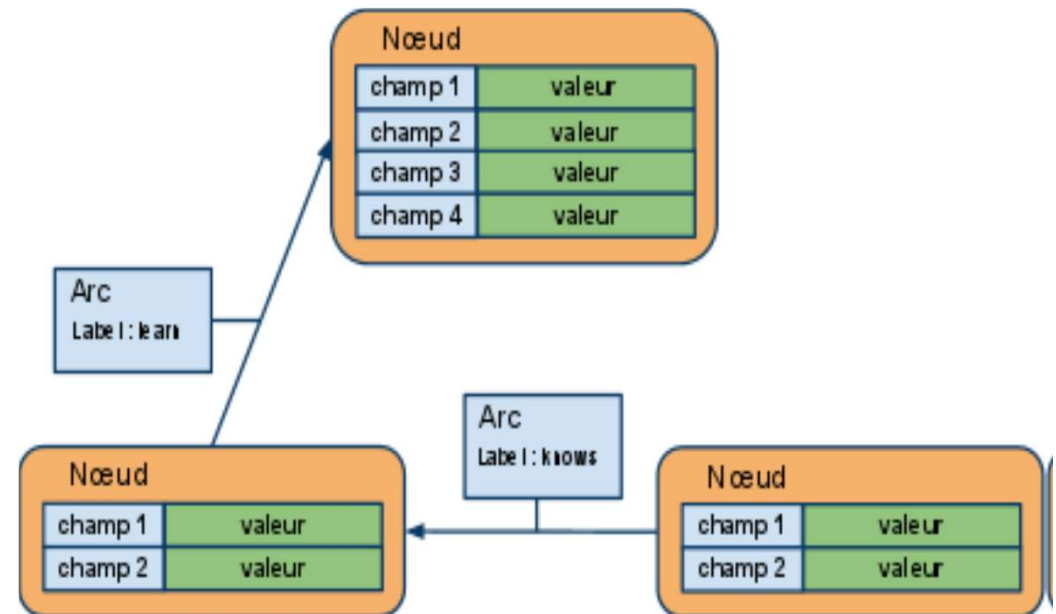 Nœud
champ 1 valeur
champ 2 valeur
champ 3 valeur
champ 4 valeur
Arc
Label : learn
Arc
Label : knows
Nœud
champ 1 valeur
champ 2 valeur
Nœud
champ 1 valeur
champ 2 valeur